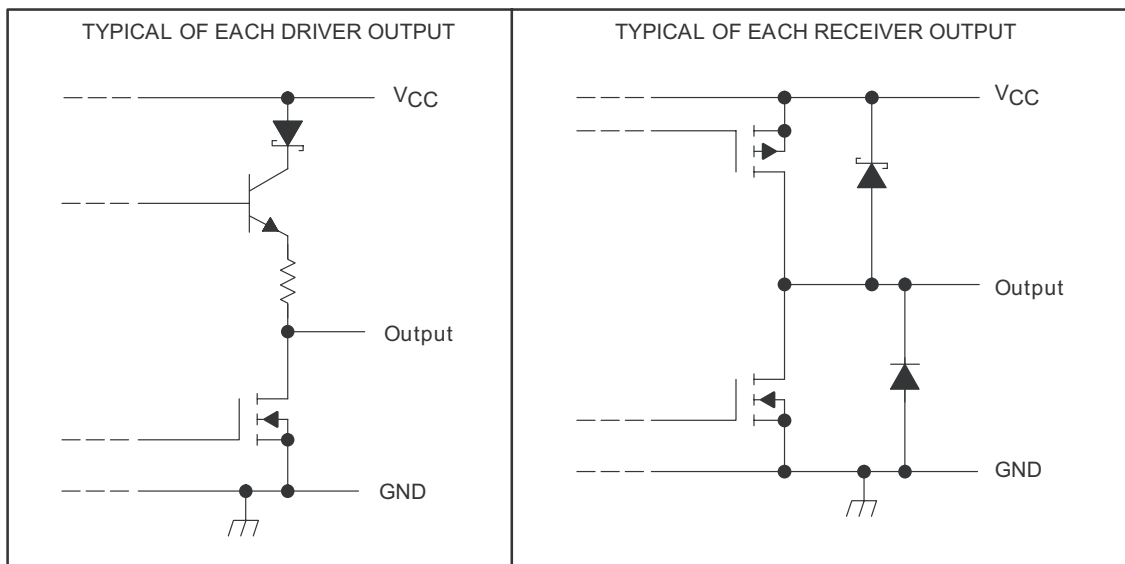 TYPICAL OF EACH DRIVER OUTPUT
VCC
Output
GND
TYPICAL OF EACH RECEIVER OUTPUT
VCC
Output
GND